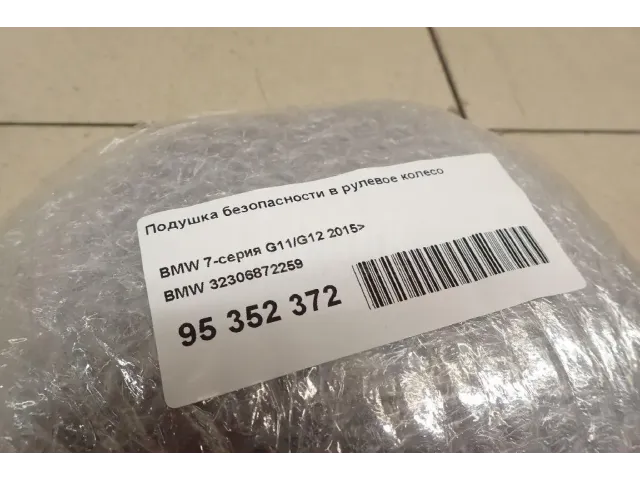 Подушка безопасности в рулевое колесо
BMW 7-серия G11/G12 2015>
BMW 32306872259
95 352 372